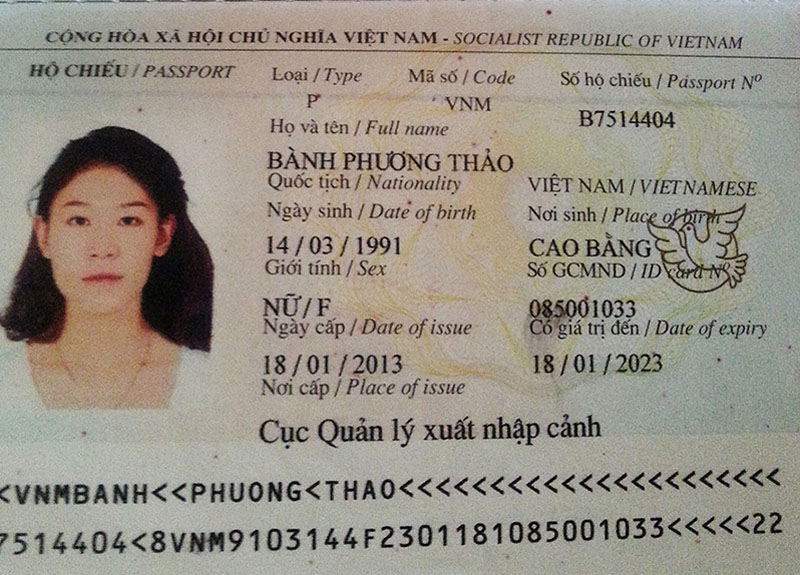 CỘNG HÒA XÃ HỘI CHỦ NGHĨA VIỆT NAM - SOCIALIST REPUBLIC OF VIETNAM
HỘ CHIẾU / PASSPORT Loại / Type Mã số / Code Số hộ chiếu / Passport Nº
P VNM B7514404
Họ và tên / Full name
BÀNH PHƯƠNG THẢO
Quốc tịch / Nationality VIỆT NAM / VIETNAMESE
Ngày sinh / Date of birth Nơi sinh / Place of birth
14 / 03 / 1991 CAO BẰNG
Giới tính / Sex Số GCMND / ID card Nº
NỮ / F 085001033
Ngày cấp / Date of issue Có giá trị đến / Date of expiry
18 / 01 / 2013 18 / 01 / 2023
Nơi cấp / Place of issue
Cục Quản lý xuất nhập cảnh
<VNMBANH<<PHUONG<THAO<<<<<<<<<<<<<<<<<<<<<<
7514404<8VNM9103144F2301181085001033<<<<<22